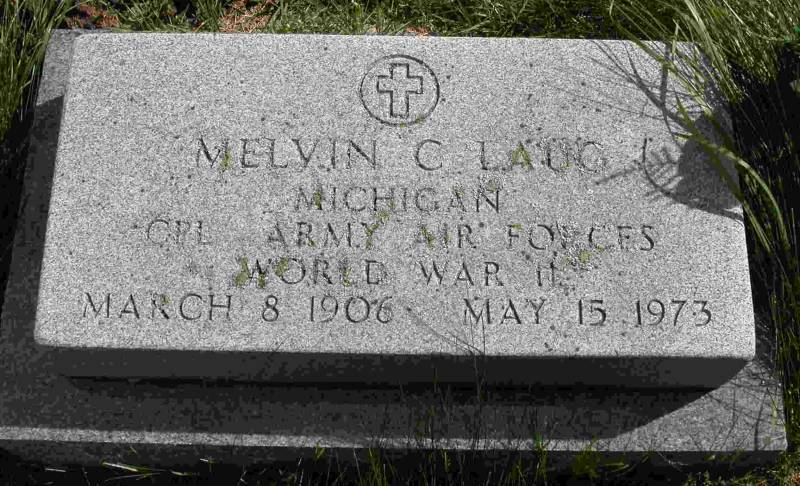 MELVIN C LAUG
MICHIGAN
CPL ARMY AIR FORCES
WORLD WAR II
MARCH 8 1906 MAY 15 1973